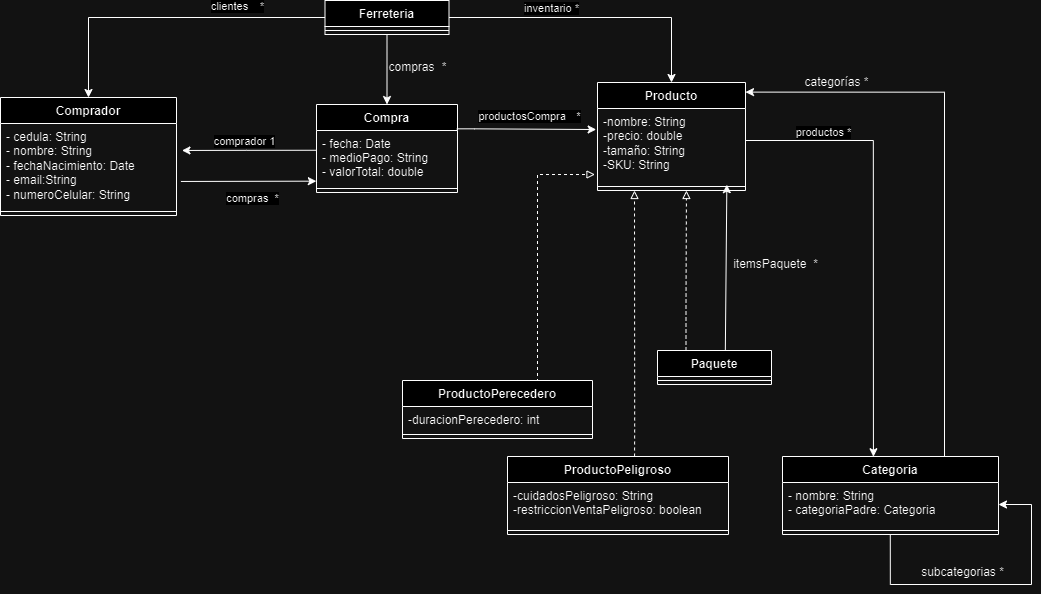 clientes *
Ferreteria
inventario *
compras *
categorías *
Comprador
- cedula: String
- nombre: String
- fechaNacimiento: Date
- email:String
- numeroCelular: String
comprador 1
compras *
Compra
- fecha: Date
- medioPago: String
- valorTotal: double
productosCompra *
Producto
-nombre: String
-precio: double
-tamaño: String
-SKU: String
productos *
itemsPaquete *
Paquete
ProductoPerecedero
-duracionPerecedero: int
ProductoPeligroso
-cuidadosPeligroso: String
-restriccionVentaPeligroso: boolean
Categoria
- nombre: String
- categoriaPadre: Categoria
subcategorias *